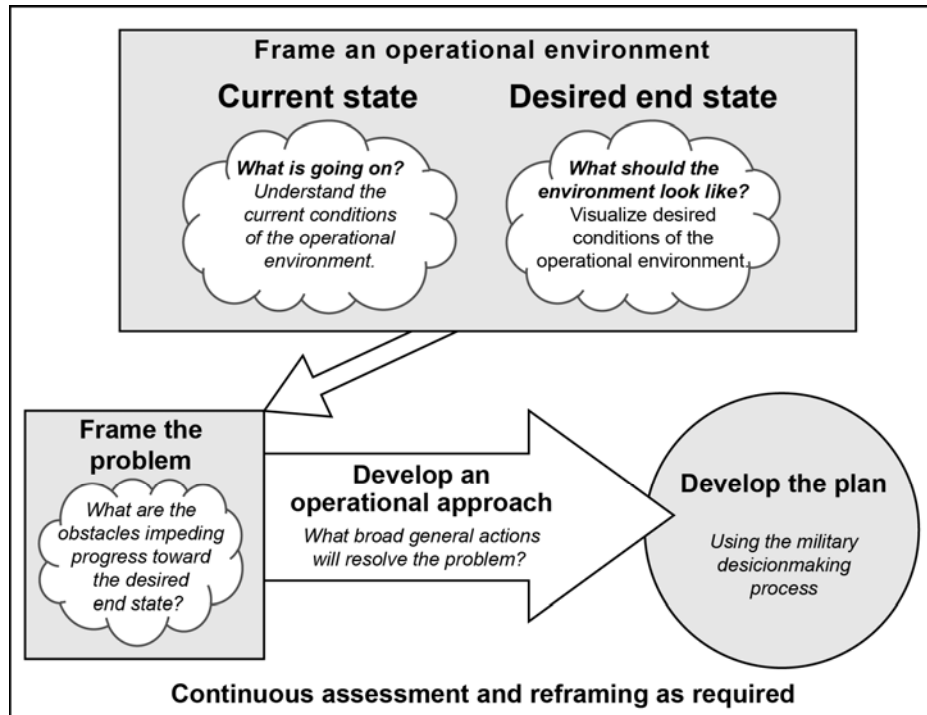 Frame an operational environment
Current state
What is going on?
Understand the
current conditions
of the operational
environment.
Desired end state
What should the
environment look like?
Visualize desired
conditions of the
operational environment.
Frame the
problem
What are the
obstacles impeding
progress toward
the desired
end state?
Develop an
operational approach
What broad general actions
will resolve the problem?
Develop the plan
Using the military
desicionmaking
process
Continuous assessment and reframing as required